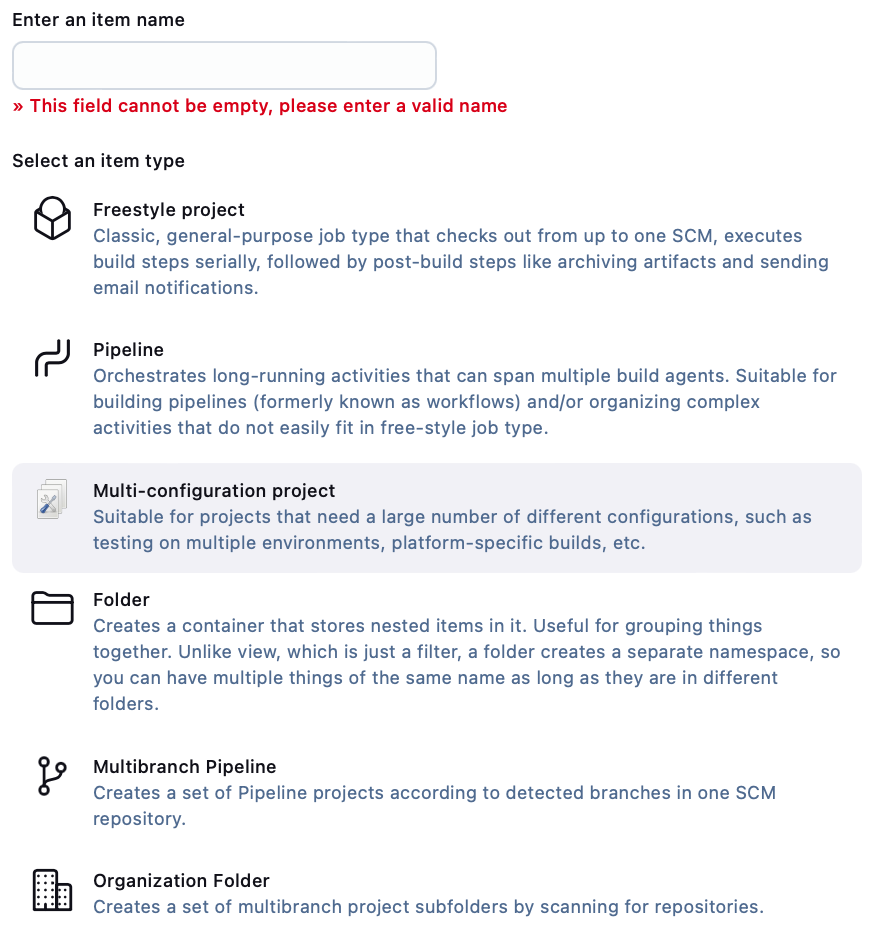 Enter an item name
» This field cannot be empty, please enter a valid name
Select an item type
Freestyle project
Classic, general-purpose job type that checks out from up to one SCM, executes
build steps serially, followed by post-build steps like archiving artifacts and sending
email notifications.
Pipeline
Orchestrates long-running activities that can span multiple build agents. Suitable for
building pipelines (formerly known as workflows) and/or organizing complex
activities that do not easily fit in free-style job type.
Multi-configuration project
Suitable for projects that need a large number of different configurations, such as
testing on multiple environments, platform-specific builds, etc.
Folder
Creates a container that stores nested items in it. Useful for grouping things
together. Unlike view, which is just a filter, a folder creates a separate namespace, so
you can have multiple things of the same name as long as they are in different
folders.
Multibranch Pipeline
Creates a set of Pipeline projects according to detected branches in one SCM
repository.
Organization Folder
Creates a set of multibranch project subfolders by scanning for repositories.